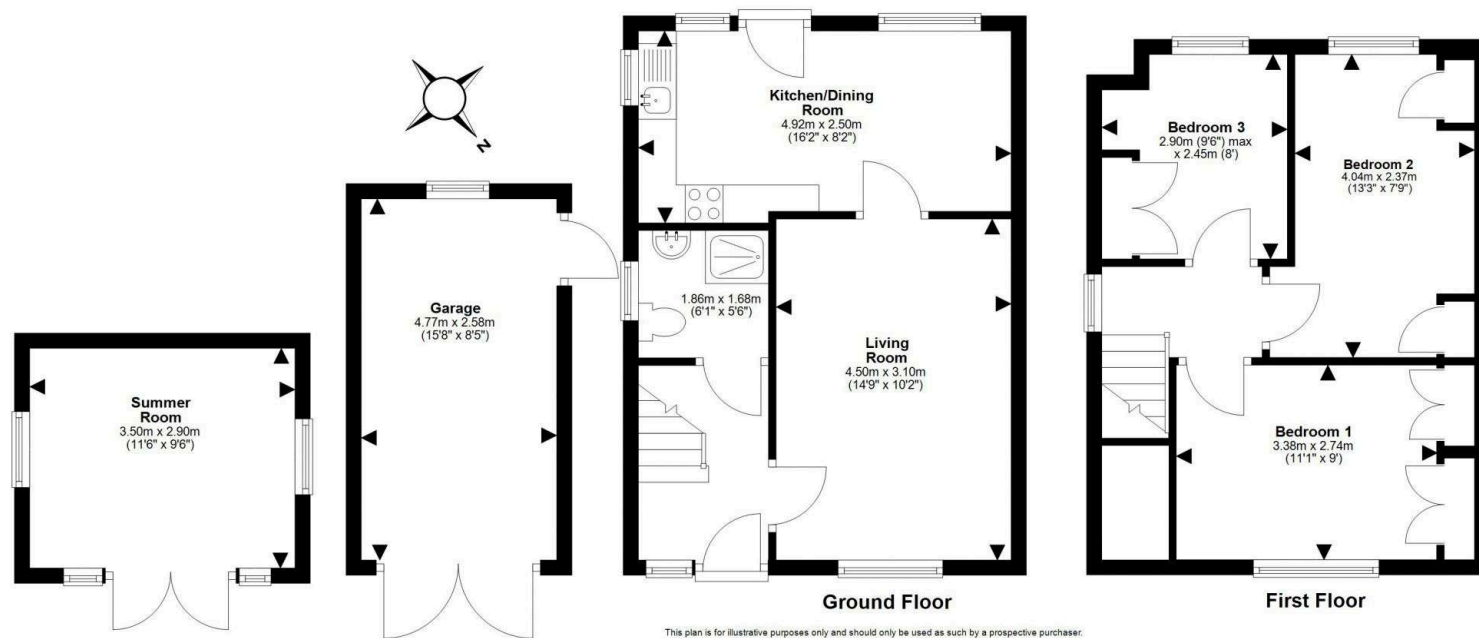 Summer
Room
3.50m x 2.90m
(11'6" x 9'6")
N
Garage
4.77m x 2.58m
(15'8" x 8'5")
Kitchen/Dining
Room
4.92m x 2.50m
(16'2" x 8'2")
1.86m x 1.68m
(6'1" x 5'6")
Living
Room
4.50m x 3.10m
(14'9" x 10'2")
Ground Floor
Bedroom 3
2.90m (9'6") max
x 2.45m (8')
Bedroom 2
4.04m x 2.37m
(13'3" x 7'9")
Bedroom 1
3.38m x 2.74m
(11'1" x 9')
First Floor
This plan is for illustrative purposes only and should only be used as such by a prospective purchaser.